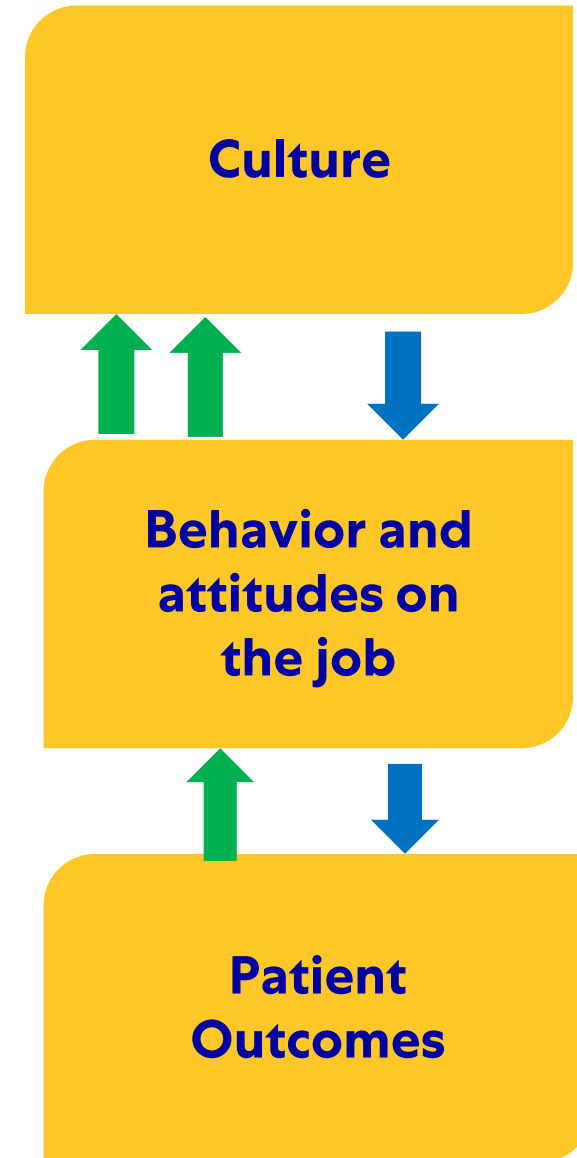 Culture
Behavior and
attitudes on
the job
Patient
Outcomes